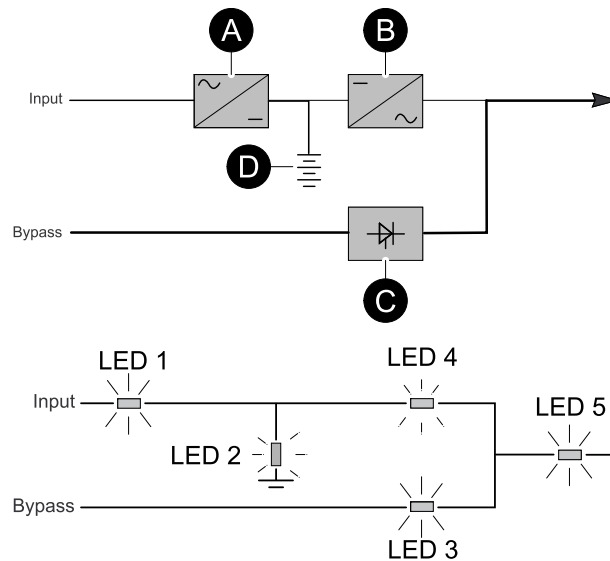 A
B
Input
D
Bypass
C
LED 1
LED 4
Input
LED 5
LED 2
Bypass
LED 3